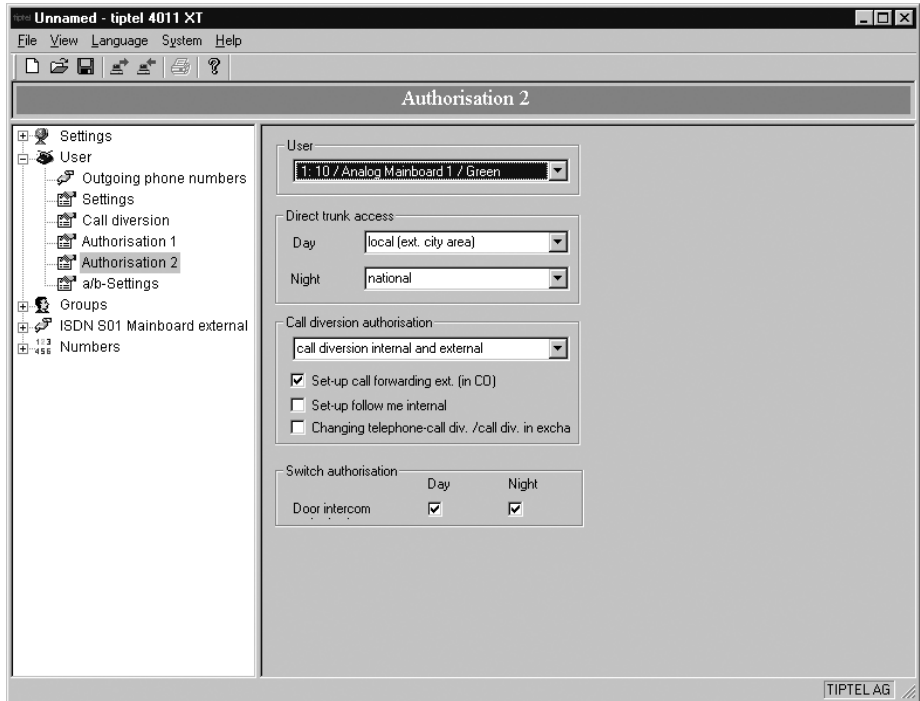 Unnamed - tiptel 4011 XT
File View Language System Help
Authorisation 2
Settings
User
Outgoing phone numbers
Settings
Call diversion
Authorisation 1
Authorisation 2
a/b-Settings
Groups
ISDN S01 Mainboard external
123
456
Numbers
User
1: 10 / Analog Mainboard 1 / Green
Direct trunk access
Day local (ext. city area)
Night national
Call diversion authorisation
call diversion internal and external
Set-up call forwarding ext. (in CO)
Set-up follow me internal
Changing telephone-call div. /call div. in excha
Switch authorisation
Day Night
Door intercom
TIPTEL AG